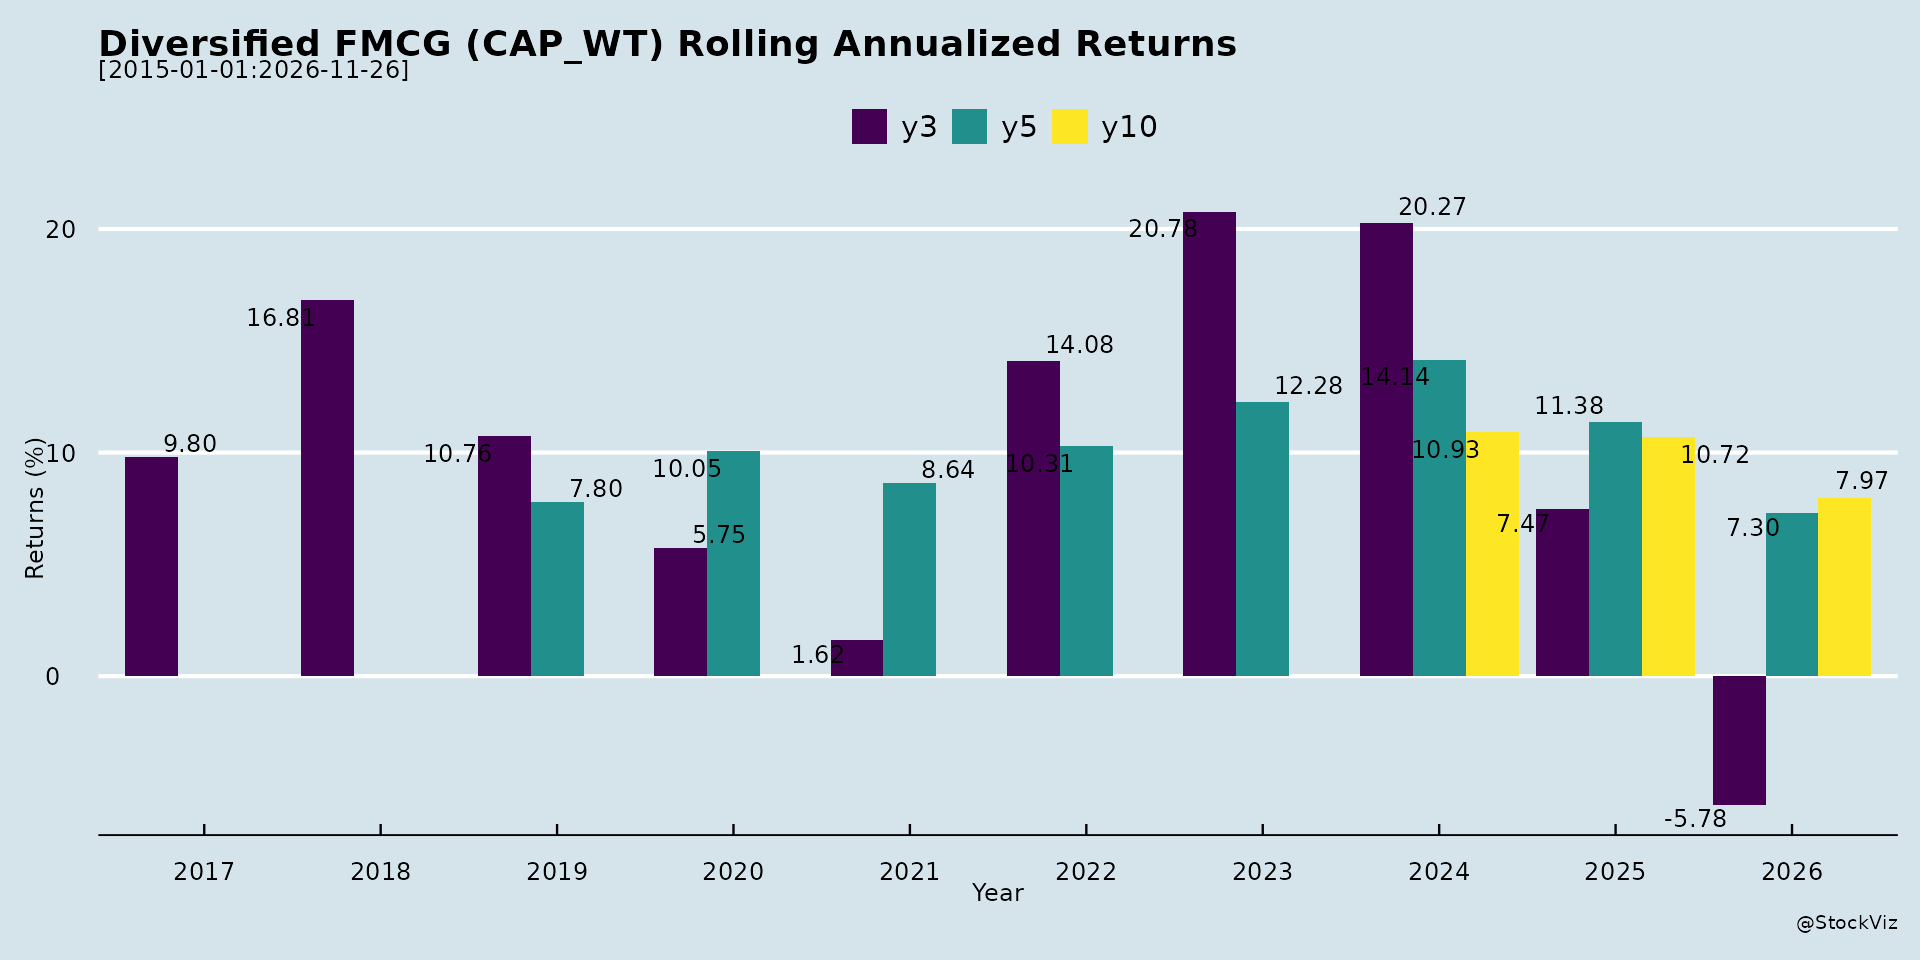 Diversified FMCG (CAP_WT) Rolling Annualized Returns
[2015-01-01:2026-11-26]
y3 y5 y10
20.27
20 20.78
16.81
14.08
12.28 14.14
11.38
9.80 10.93
10 10.76 10.72
10.05 8.64 10.31
7.80 7.97
7.47 7.30
5.75
1.62
0
-5.78
Returns (%)
2017 2018 2019 2020 2021 2022 2023 2024 2025 2026
Year
@StockViz